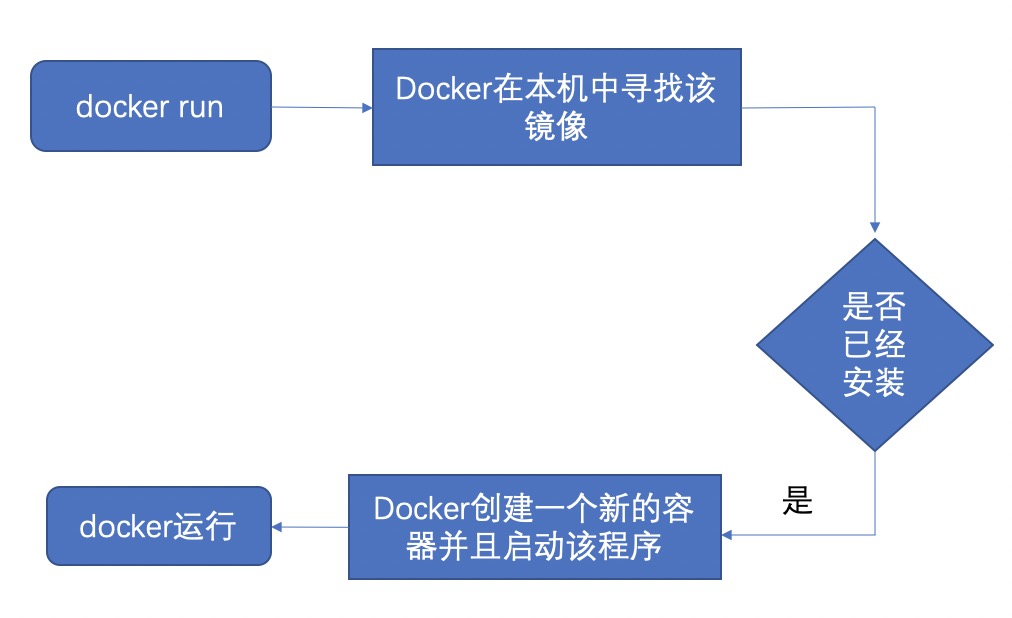 docker run
Docker在本机中寻找该
镜像
是否
已经
安装
是
Docker创建一个新的容
器并且启动该程序
docker运行